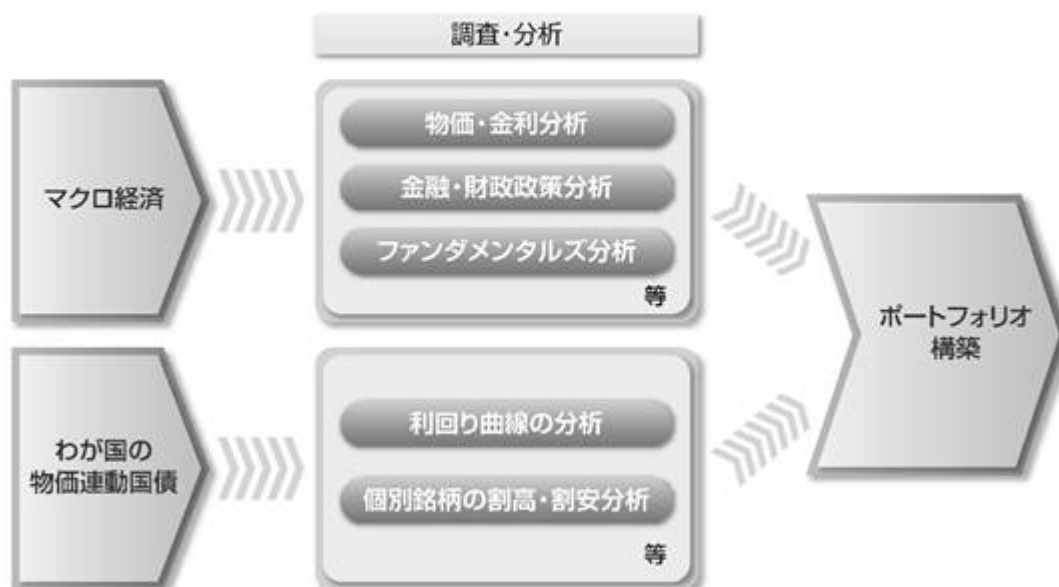 調査・分析
マクロ経済
物価・金利分析
金融・財政政策分析
ファンダメンタルズ分析
等
わが国の
物価連動国債
利回り曲線の分析
個別銘柄の割高・割安分析
等
ポートフォリオ
構築